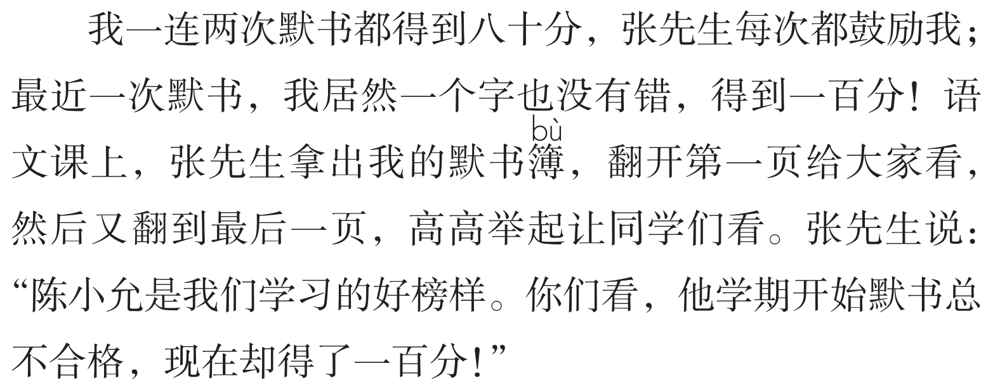 我一连两次默书都得到八十分，张先生每次都鼓励我；
最近一次默书，我居然一个字也没有错，得到一百分！语
bù
文课上，张先生拿出我的默书簿，翻开第一页给大家看，
然后又翻到最后一页，高高举起让同学们看。张先生说：
“陈小允是我们学习的好榜样。你们看，他学期开始默书总
不合格，现在却得了一百分！”